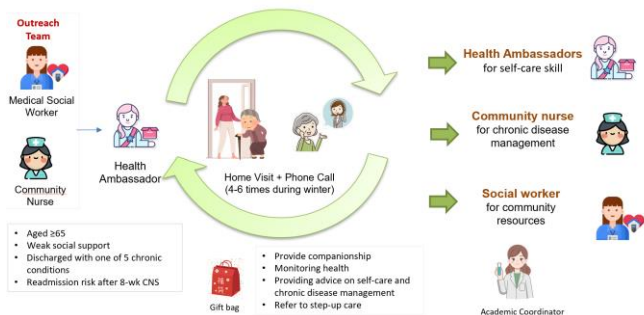 Outreach
Team
Medical Social
Worker
Community
Nurse
Health
Ambassador
Home Visit + Phone Call
(4-6 times during winter)
Health Ambassadors
for self-care skill
Community nurse
for chronic disease
management
Social worker
for community
resources
• Aged ≥65
• Weak social support
• Discharged with one of 5 chronic
conditions
• Readmission risk after 8-wk CNS
Gift bag
• Provide companionship
• Monitoring health
• Providing advice on self-care and
chronic disease management
• Refer to step-up care
Academic Coordinator